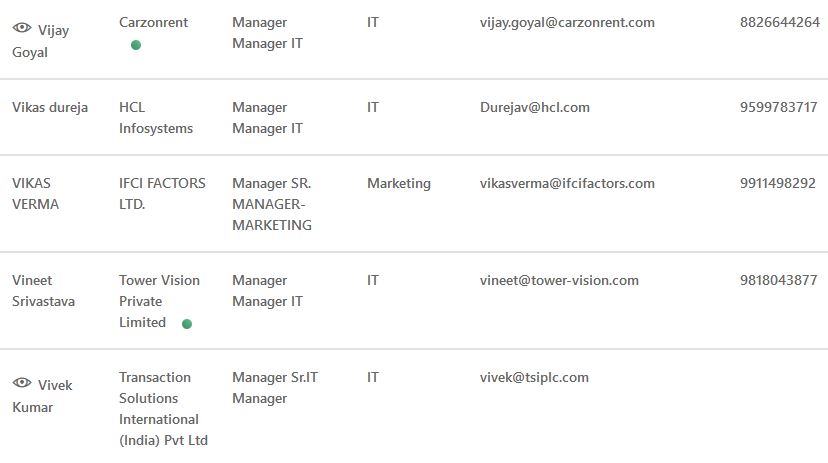 Vijay Goyal Carzonrent Manager Manager IT IT vijay.goyal@carzonrent.com 8826644264
Vikas dureja HCL Infosystems Manager Manager IT IT Durejav@hcl.com 9599783717
VIKAS VERMA IFCI FACTORS LTD. Manager SR. MANAGER-MARKETING Marketing vikasverma@ifcifactors.com 9911498292
Vineet Srivastava Tower Vision Private Limited Manager Manager IT IT vineet@tower-vision.com 9818043877
Vivek Kumar Transaction Solutions International (India) Pvt Ltd Manager Sr.IT Manager IT vivek@tsiplc.com